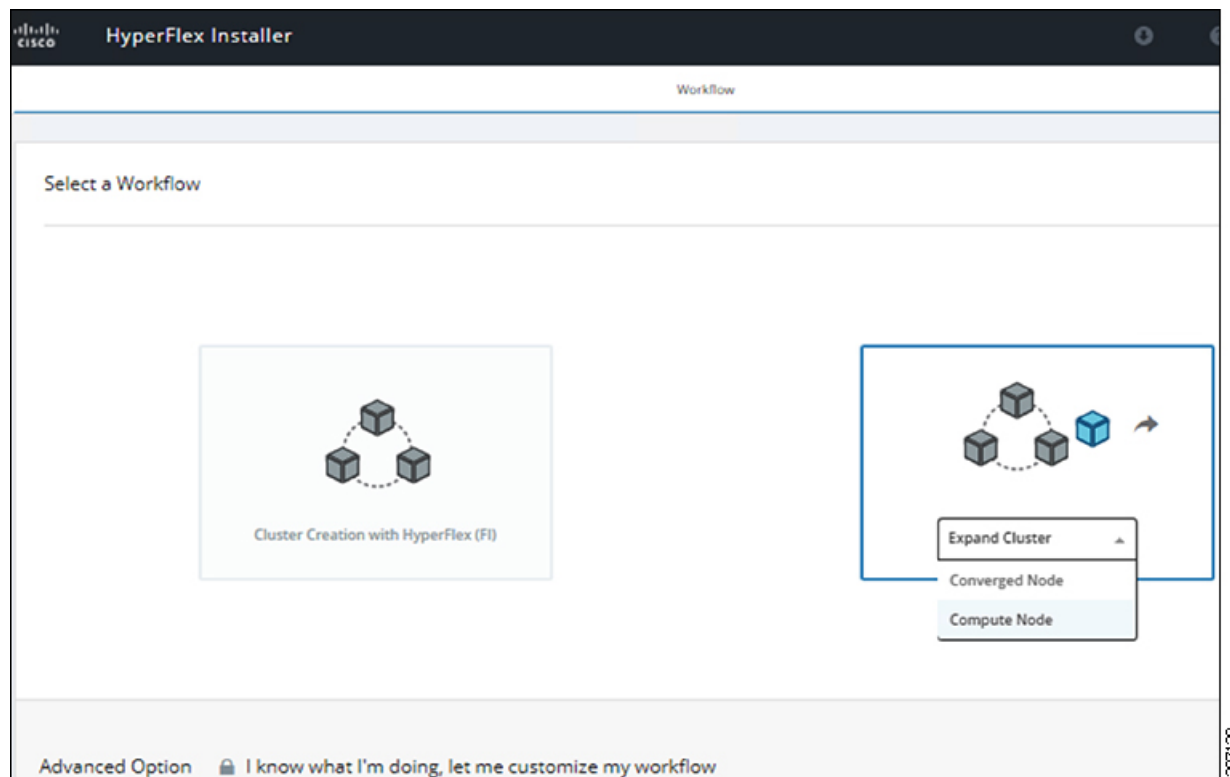 cisco HyperFlex Installer
Workflow
Select a Workflow
Cluster Creation with HyperFlex (FI)
Expand Cluster
Converged Node
Compute Node
Advanced Option I know what I'm doing, let me customize my workflow